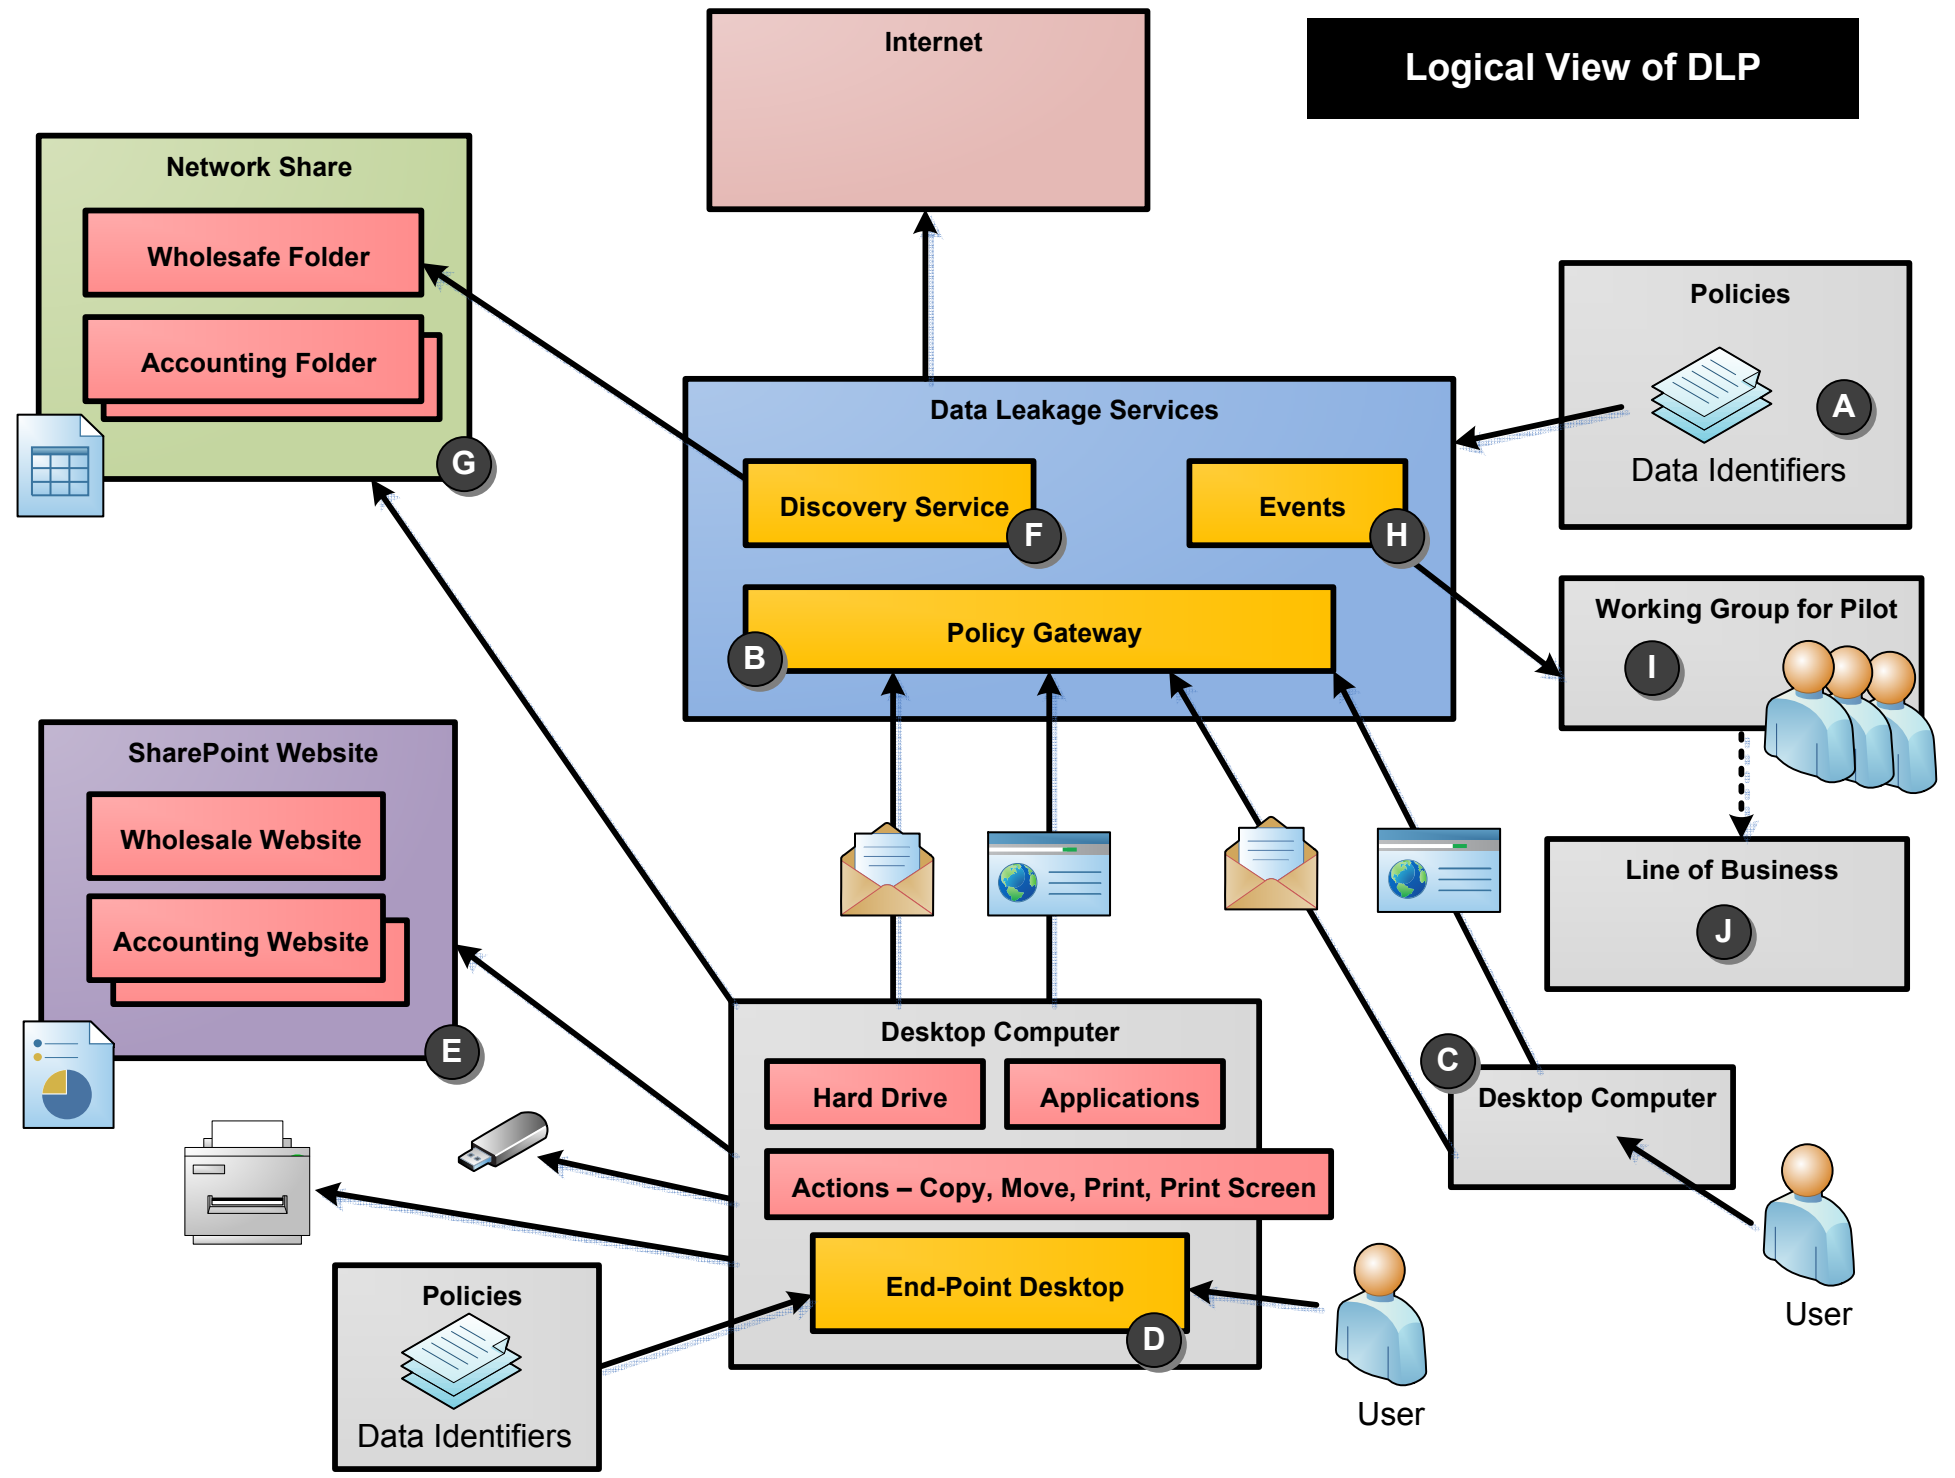 Internet
Logical View of DLP
Network Share
Wholesafe Folder
Accounting Folder
G
Policies
A
Data Identifiers
Data Leakage Services
Discovery Service
F
Events
H
Policy Gateway
B
Working Group for Pilot
I
Line of Business
J
SharePoint Website
Wholesale Website
Accounting Website
E
Desktop Computer
Hard Drive
Applications
Actions – Copy, Move, Print, Print Screen
End-Point Desktop
D
C
Desktop Computer
User
User
Policies
Data Identifiers